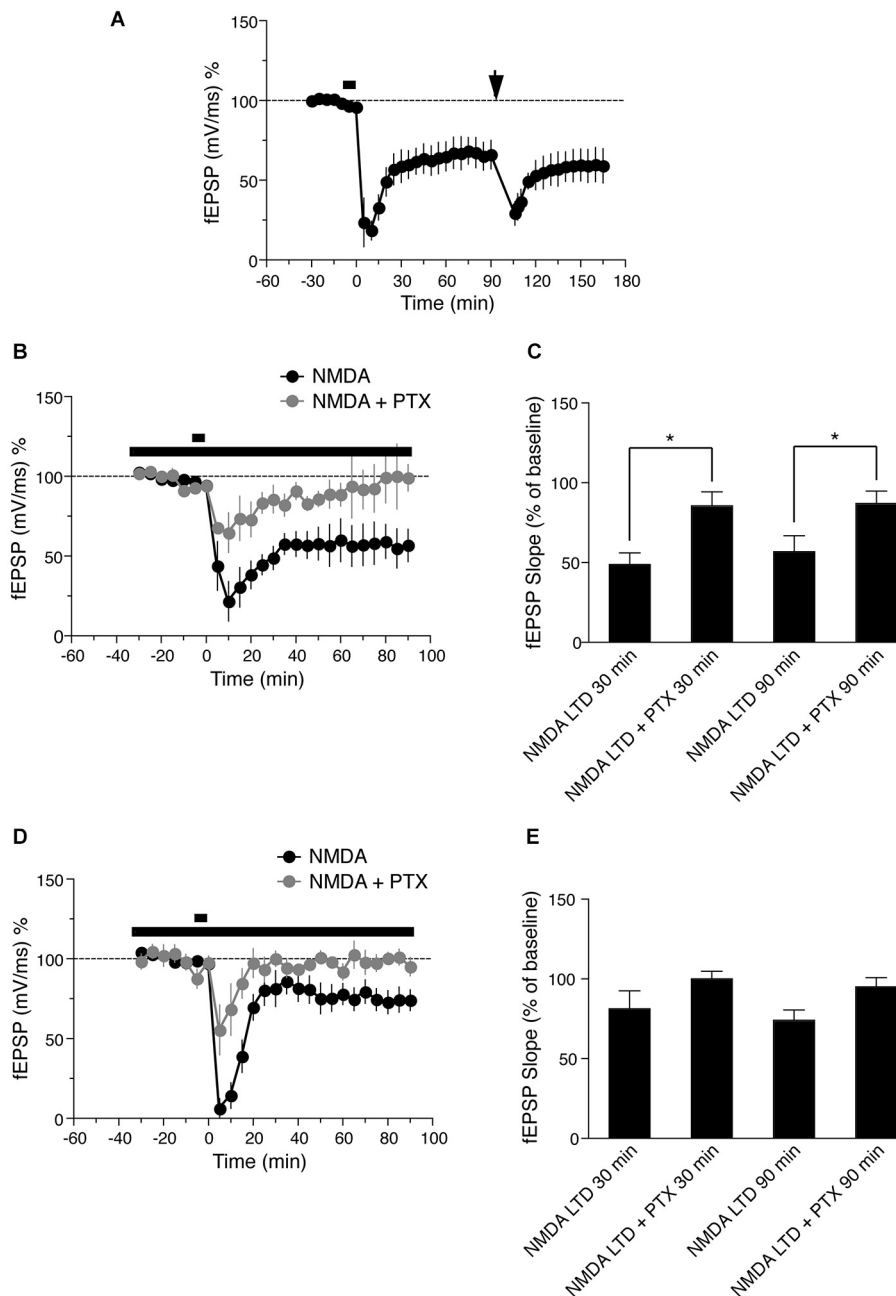 A
fEPSP (mV/ms) %
150
100
50
0
-60 -30 0 30 60 90 120 150 180
Time (min)
B
NMDA
NMDA + PTX
fEPSP (mV/ms) %
150
100
50
0
-60 -40 -20 0 20 40 60 80 100
Time (min)
C
fEPSP Slope (% of baseline)
150
100
50
0
* *
NMDA LTD 30 min
NMDA LTD + PTX 30 min
NMDA LTD 90 min
NMDA LTD + PTX 90 min
D
NMDA
NMDA + PTX
fEPSP (mV/ms) %
150
100
50
0
-60 -40 -20 0 20 40 60 80 100
Time (min)
E
fEPSP Slope (% of baseline)
150
100
50
0
NMDA LTD 30 min
NMDA LTD + PTX 30 min
NMDA LTD 90 min
NMDA LTD + PTX 90 min